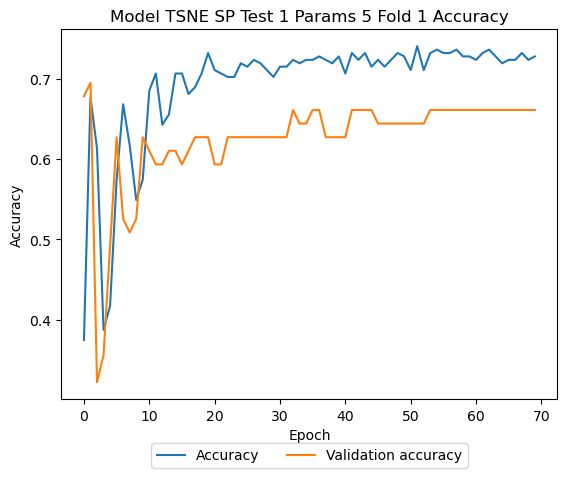 Model TSNE SP Test 1 Params 5 Fold 1 Accuracy
0.7
0.6
0.5
0.4
Accuracy
0 10 20 30 40 50 60 70
Epoch
Accuracy Validation accuracy